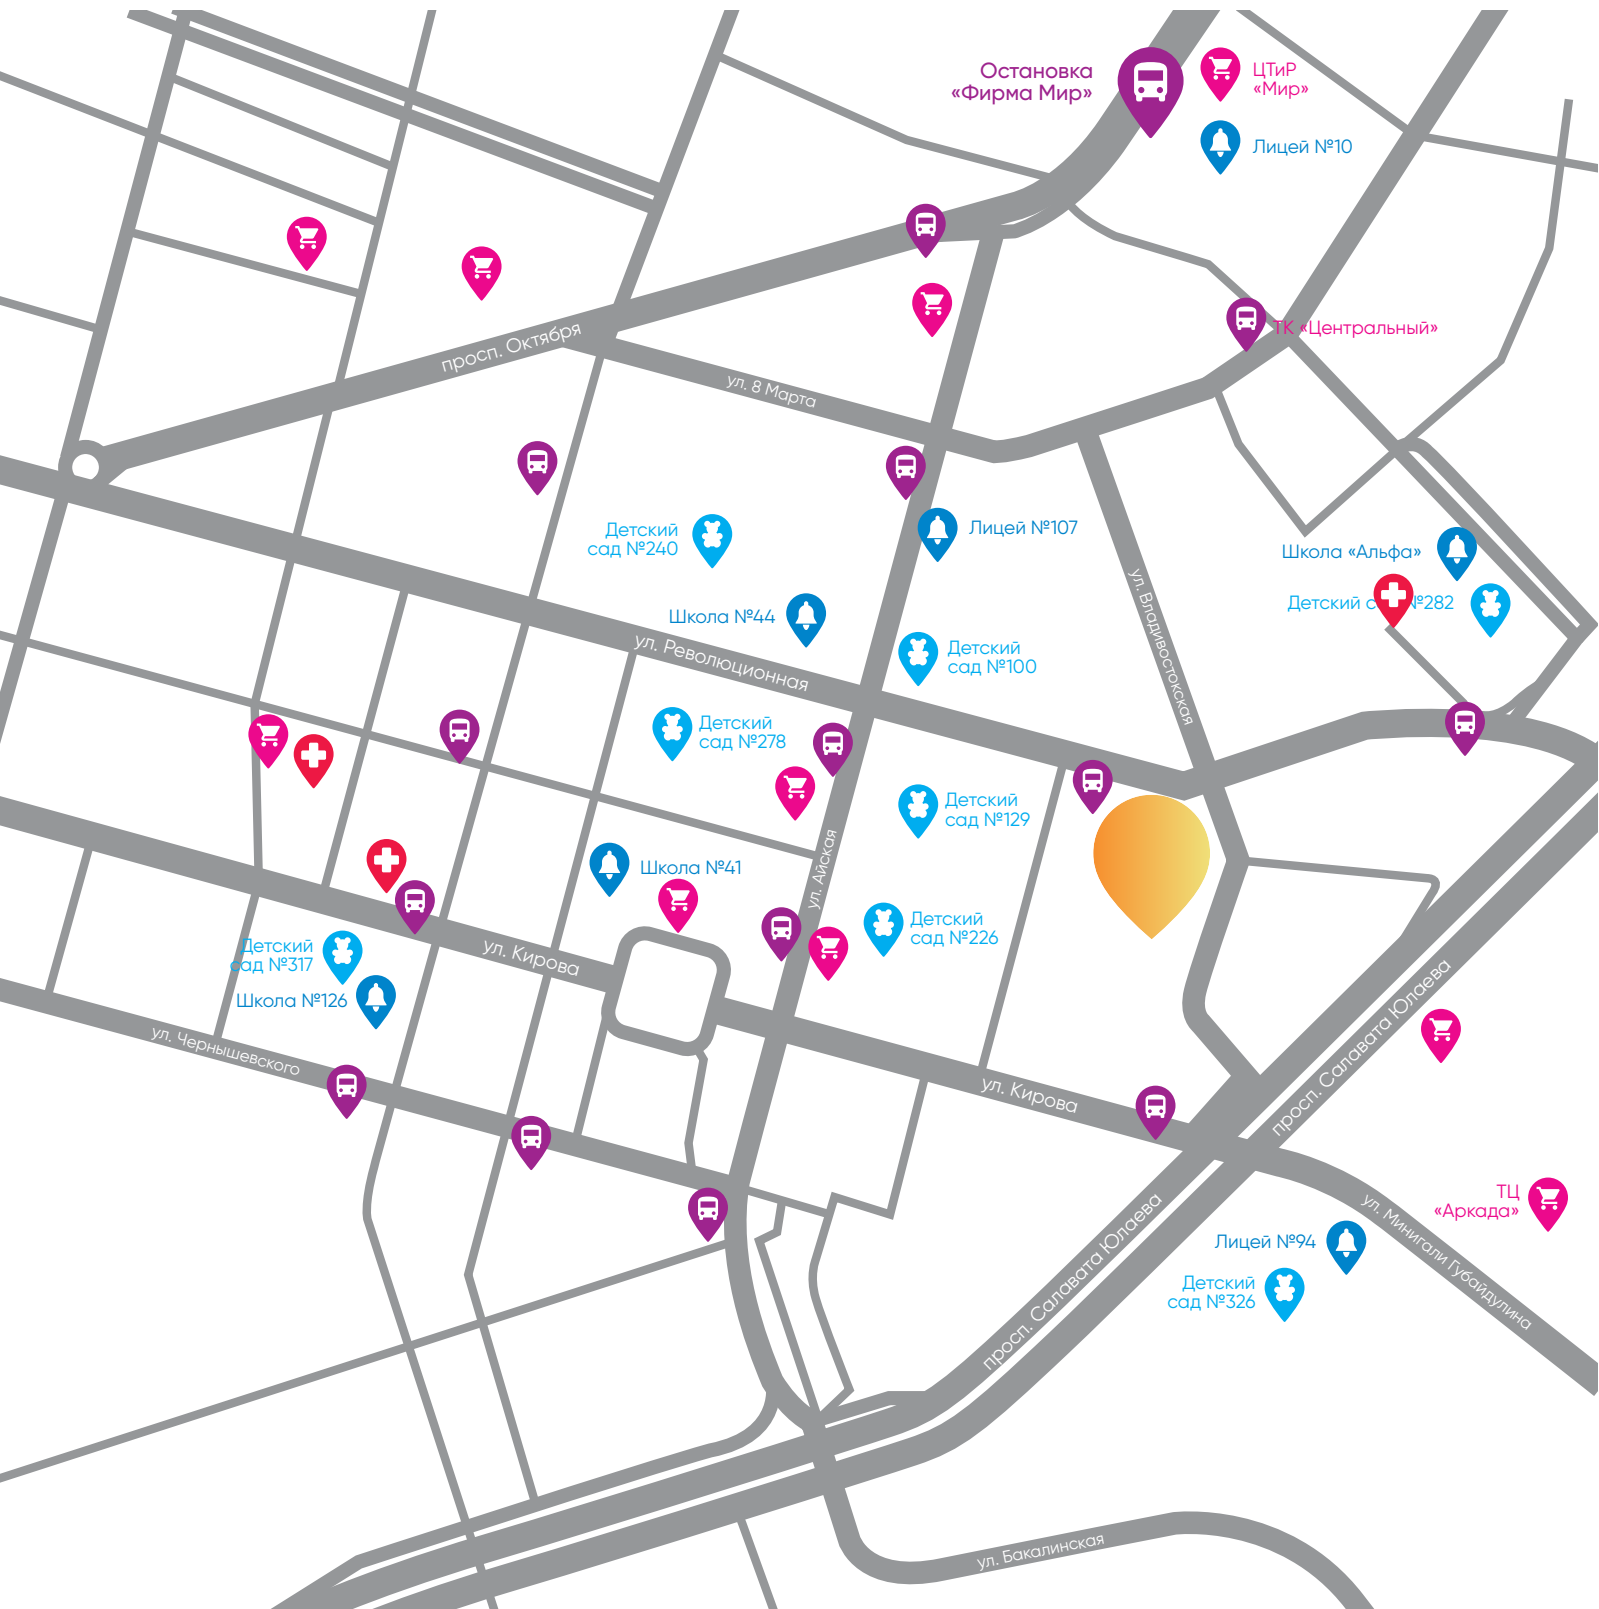 Остановка
«Фирма Мир»
ЦТиР
«Мир»
Лицей №10
просп. Октября
ТК «Центральный»
ул. 8 Марта
Детский
сад №240
Лицей №107
Школа «Альфа»
Детский с №282
Школа №44
ул. Владивостокская
ул. Революционная
Детский
сад №100
Детский
сад №278
Детский
сад №129
ул. Айская
Школа №41
Детский
сад №226
ул. Кирова
Детский
сад №317
Школа №126
ул. Чернышевского
просп. Салавата Юлаева
ул. Кирова
ТЦ
«Аркада»
ул. Минигали Губайдулина
Лицей №94
Детский
сад №326
просп. Салавата Юлаева
ул. Бакалинская